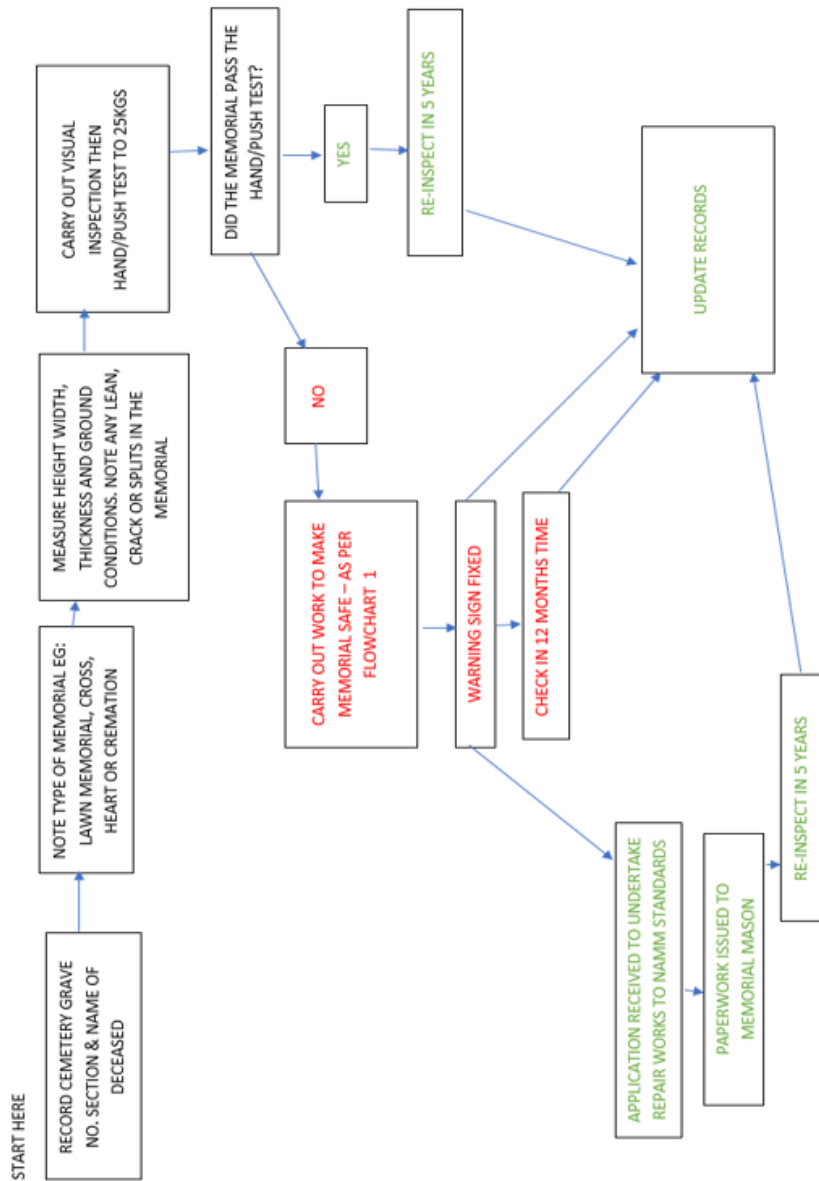 START HERE
RECORD CEMETERY GRAVE
NO. SECTION & NAME OF
DECEASED
NOTE TYPE OF MEMORIAL EG:
LAWN MEMORIAL, CROSS,
HEART OR CREMATION
MEASURE HEIGHT WIDTH,
THICKNESS AND GROUND
CONDITIONS. NOTE ANY LEAN,
CRACK OR SPLITS IN THE
MEMORIAL
CARRY OUT VISUAL
INSPECTION THEN
HAND/PUSH TEST TO 25KGS
DID THE MEMORIAL PASS THE
HAND/PUSH TEST?
YES
RE-INSPECT IN 5 YEARS
NO
CARRY OUT WORK TO MAKE
MEMORIAL SAFE – AS PER
FLOWCHART 1
WARNING SIGN FIXED
CHECK IN 12 MONTHS TIME
APPLICATION RECEIVED TO UNDERTAKE
REPAIR WORKS TO NAMM STANDARDS
PAPERWORK ISSUED TO
MEMORIAL MASON
RE-INSPECT IN 5 YEARS
UPDATE RECORDS